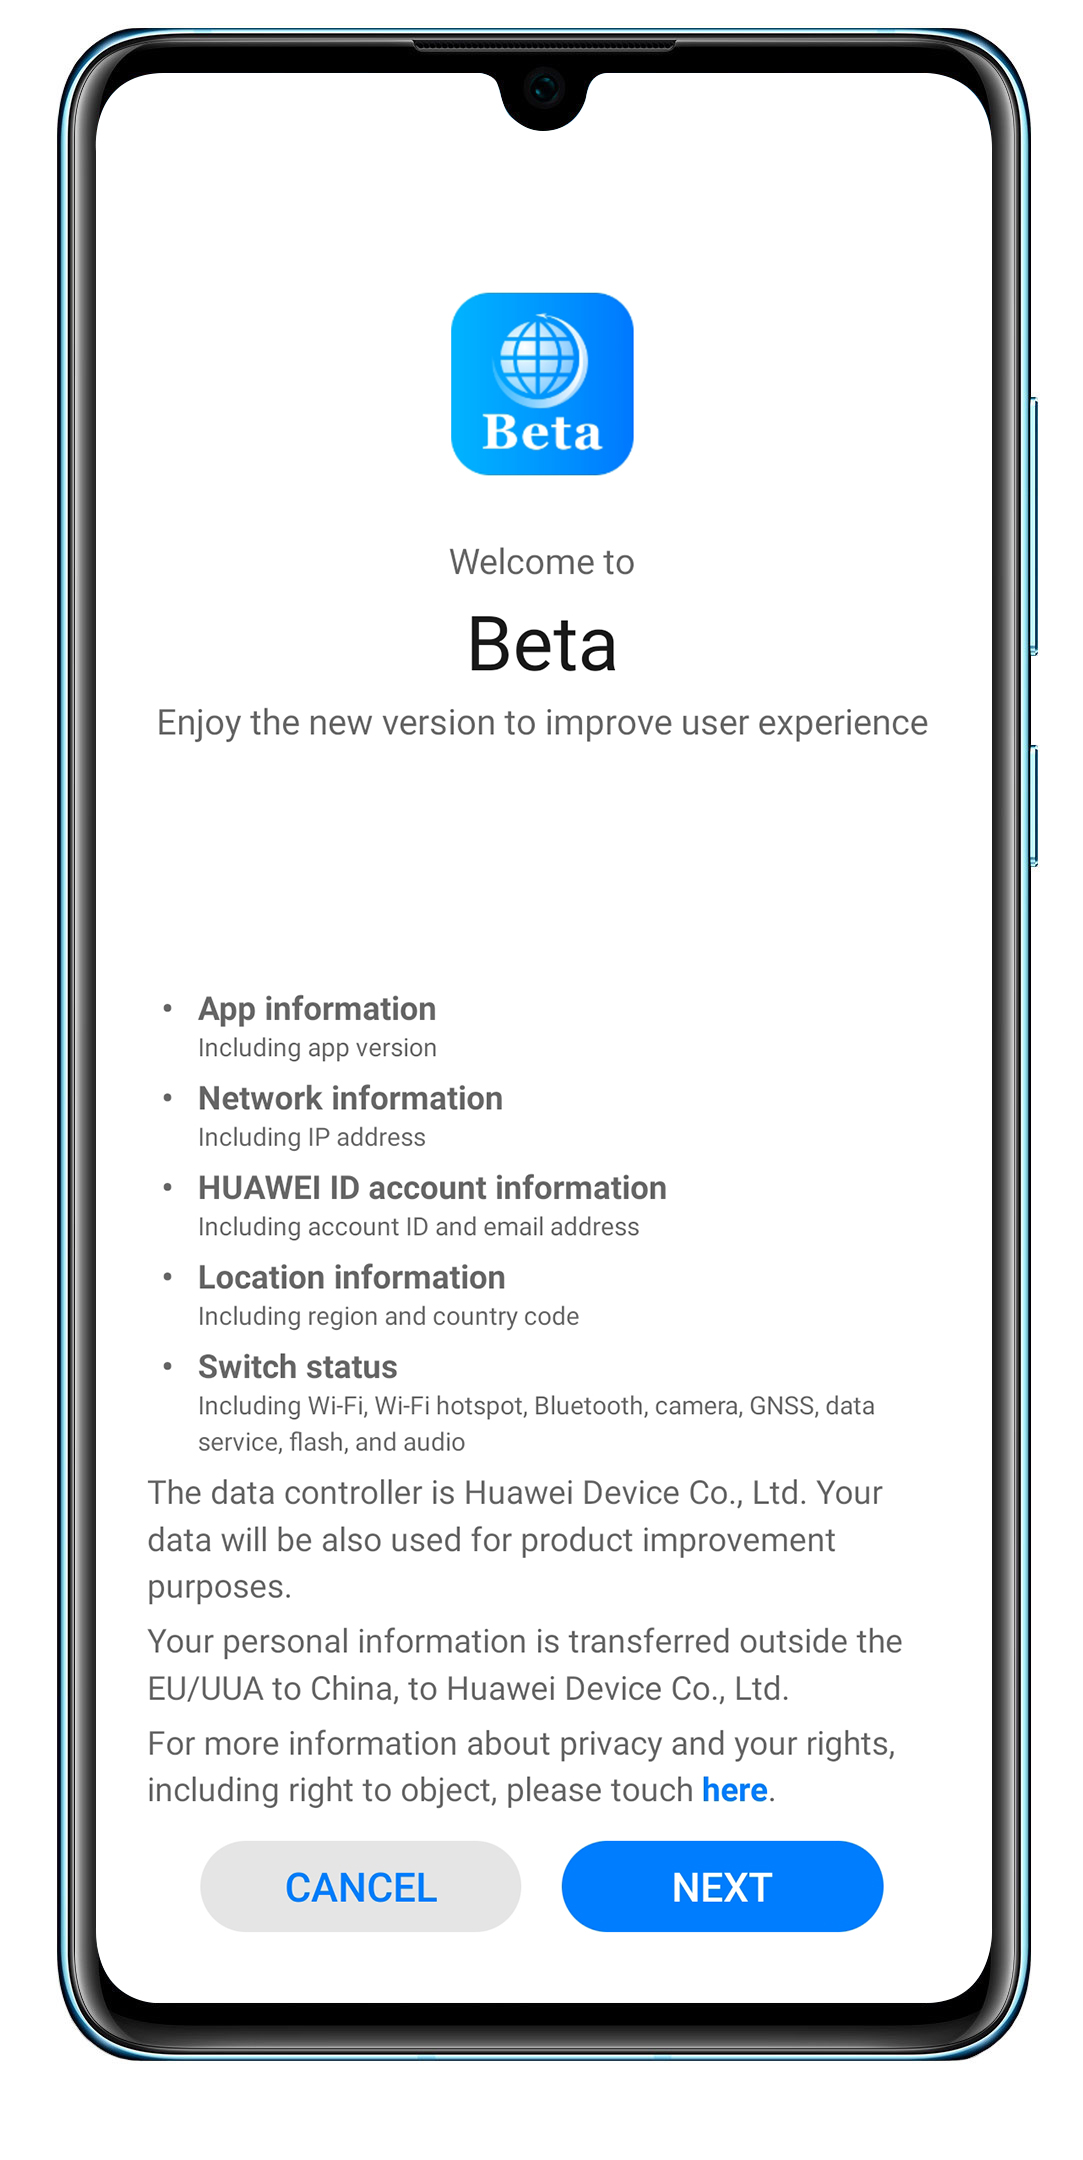 Beta
Welcome to
Beta
Enjoy the new version to improve user experience
• App information
Including app version
• Network information
Including IP address
• HUAWEI ID account information
Including account ID and email address
• Location information
Including region and country code
• Switch status
Including Wi-Fi, Wi-Fi hotspot, Bluetooth, camera, GNSS, data
service, flash, and audio
The data controller is Huawei Device Co., Ltd. Your
data will be also used for product improvement
purposes.
Your personal information is transferred outside the
EU/UUA to China, to Huawei Device Co., Ltd.
For more information about privacy and your rights,
including right to object, please touch here.
CANCEL
NEXT